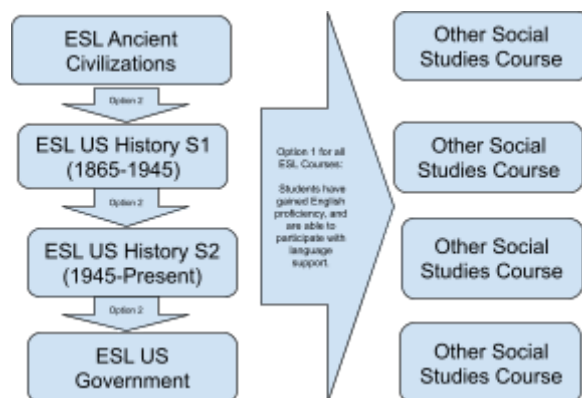 ESL Ancient
Civilizations
Option 2
ESL US History S1
(1865-1945)
Option 2
ESL US History S2
(1945-Present)
Option 2
ESL US
Government
Option 1 for all
ESL Courses:
Students have
gained English
proficiency, and
are able to
participate with
language
support.
Other Social
Studies Course
Other Social
Studies Course
Other Social
Studies Course
Other Social
Studies Course